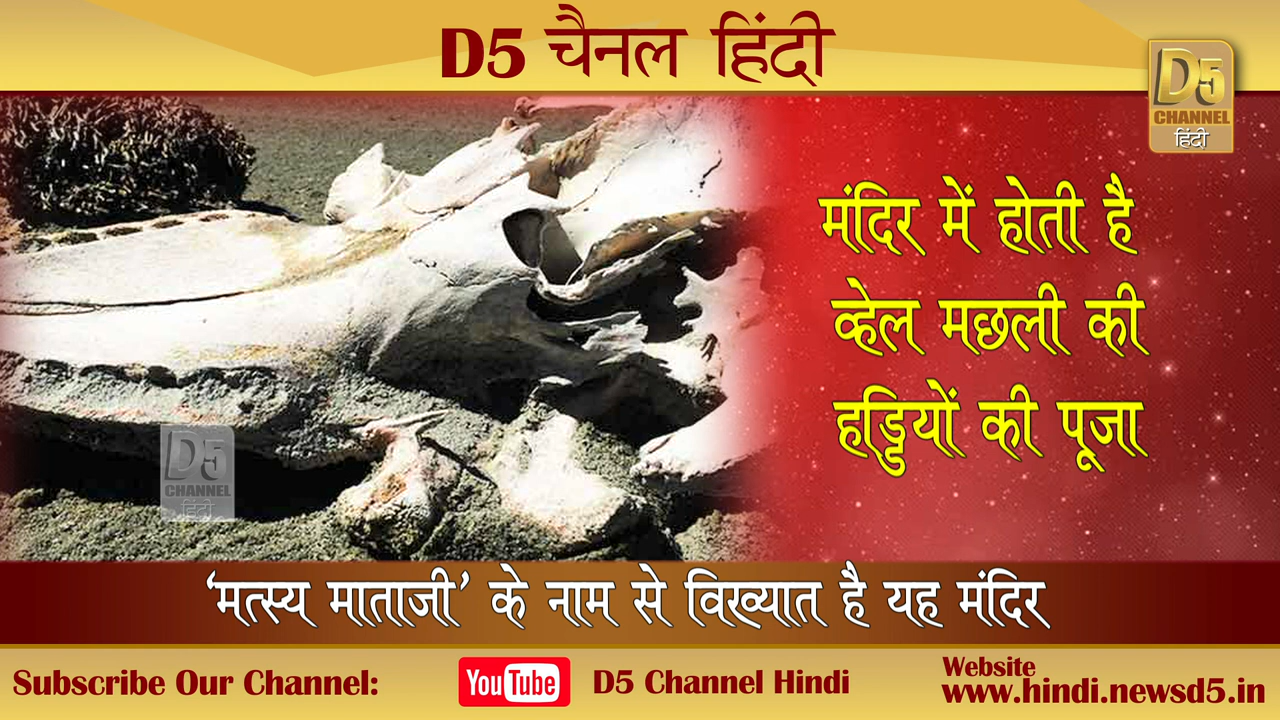 D5 चैनल हिंदी
D5
CHANNEL
हिंदी
मंदिर में होती है
व्हेल मछली की
हड्डियों की पूजा
D5
CHANNEL
हिंदी
‘मत्स्य माताजी’ के नाम से विख्यात है यह मंदिर
Subscribe Our Channel: YouTube D5 Channel Hindi
Website
www.hindi.newsd5.in